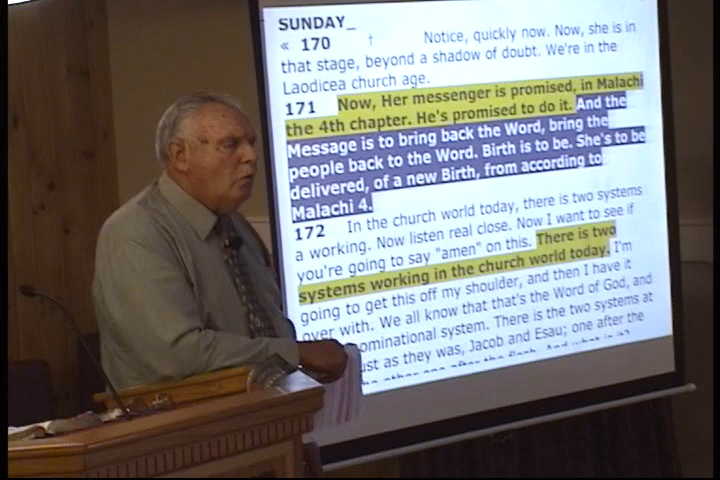 SUNDAY_
« 170 † Notice, quickly now. Now, she is in
that stage, beyond a shadow of doubt. We're in the
Laodicea church age.
171 Now, Her messenger is promised, in Malachi
the 4th chapter. He's promised to do it. And the
Message is to bring back the Word, bring the
people back to the Word. Birth is to be. She's to be
delivered, of a new Birth, from according to
Malachi 4.
172 In the church world today, there is two systems
a working. Now listen real close. Now I want to see if
you're going to say "amen" on this. There is two
systems working in the church world today. I'm
going to get this off my shoulder, and then I have it
over with. We all know that that's the Word of God, and
ominational system. There is the two systems at
ust as they was, Jacob and Esau; one after the